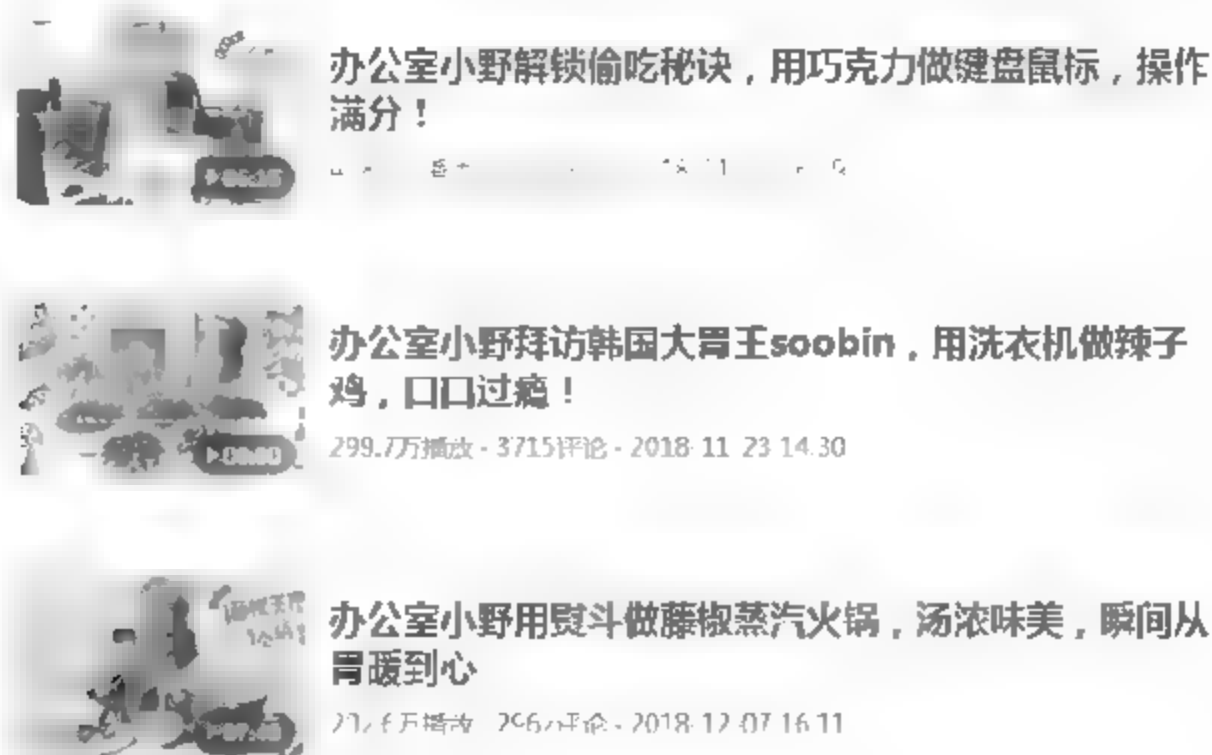 办公室小野解锁偷吃秘诀，用巧克力做键盘鼠标，操作
满分！
办公室小野拜访韩国大胃王soobin，用洗衣机做辣子
鸡，口口过瘾！
299.7万播放 · 3715评论 · 2018-11-23 14:30
办公室小野用熨斗做藤椒蒸汽火锅，汤浓味美，瞬间从
胃暖到心
万播放 评论 · 2018-12-07 16:11